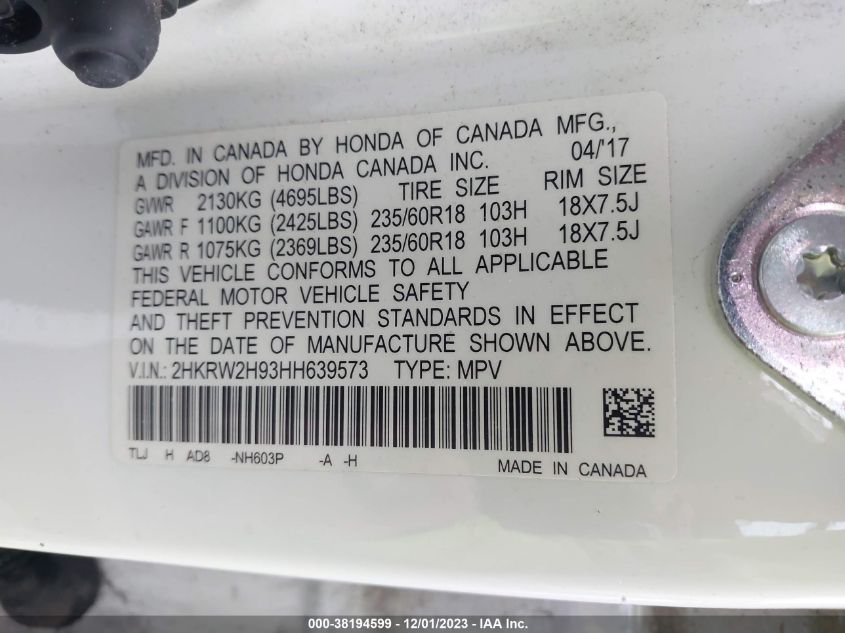 MFD. IN CANADA BY HONDA OF CANADA MFG.,
A DIVISION OF HONDA CANADA INC. 04/'17
GVWR 2130KG (4695LBS) TIRE SIZE RIM SIZE
GAWR F 1100KG (2425LBS) 235/60R18 103H 18X7.5J
GAWR R 1075KG (2369LBS) 235/60R18 103H 18X7.5J
THIS VEHICLE CONFORMS TO ALL APPLICABLE
FEDERAL MOTOR VEHICLE SAFETY
AND THEFT PREVENTION STANDARDS IN EFFECT
ON THE DATE OF MANUFACTURE SHOWN ABOVE.
V.I.N.: 2HKRW2H93HH639573 TYPE: MPV
TLJ H AD8 -NH603P -A -H MADE IN CANADA
000-38194599 - 12/01/2023 - IAA Inc.